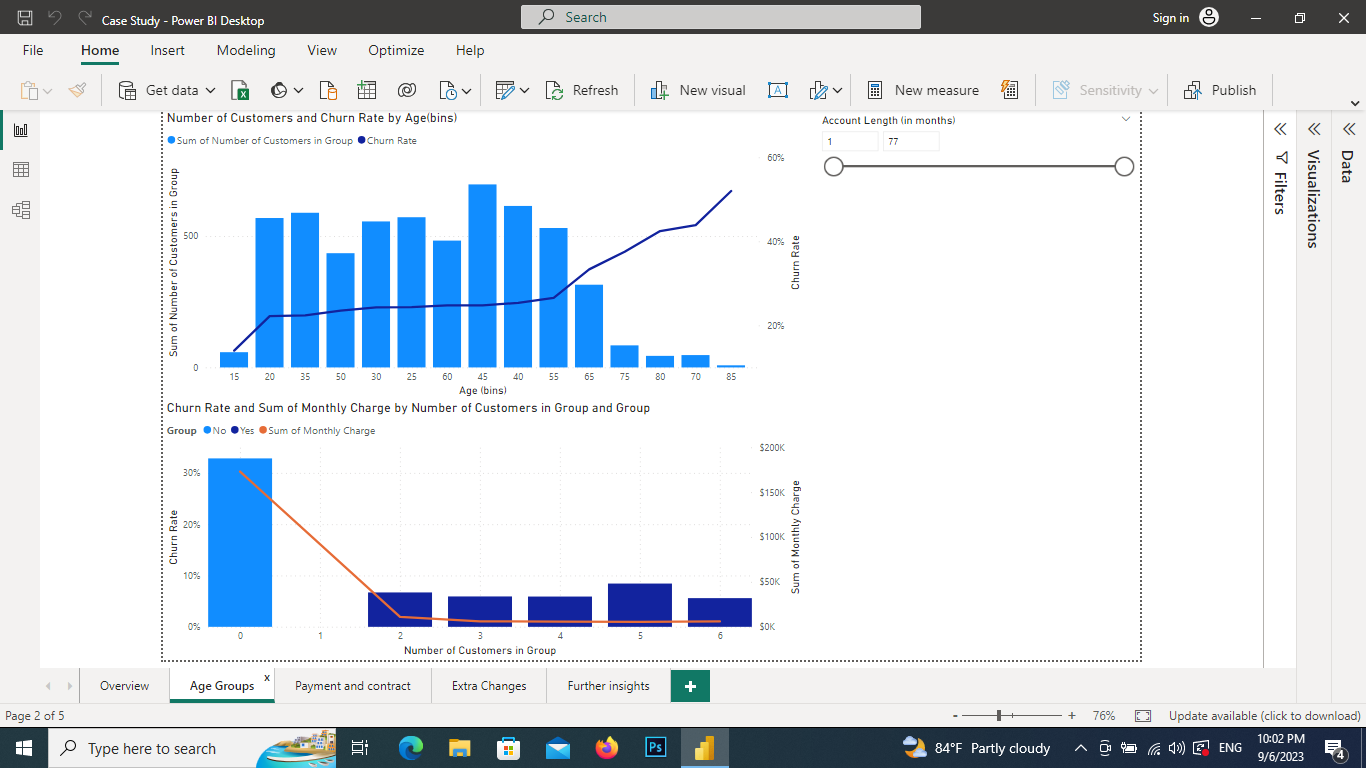 Case Study - Power BI Desktop
Search
Sign in
File Home Insert Modeling View Optimize Help
Get data Refresh New visual A New measure Sensitivity Publish
Number of Customers and Churn Rate by Age(bins)
Sum of Number of Customers in Group Churn Rate
Sum of Number of Customers in Group
500
0
60%
40%
20%
Churn Rate
15 20 35 50 30 25 60 45 40 55 65 75 80 70 85
Age (bins)
Account Length (in months)
1 77
Filters
Visualizations
Data
Churn Rate and Sum of Monthly Charge by Number of Customers in Group and Group
Group No Yes Sum of Monthly Charge
Churn Rate
30%
20%
10%
0%
$200K
$150K
$100K
$50K
$0K
Sum of Monthly Charge
0 1 2 3 4 5 6
Number of Customers in Group
Overview Age Groups x Payment and contract Extra Changes Further insights +
Page 2 of 5
- + 76% Update available (click to download)
Type here to search
Ps
84°F Partly cloudy
ENG
10:02 PM
9/6/2023
4